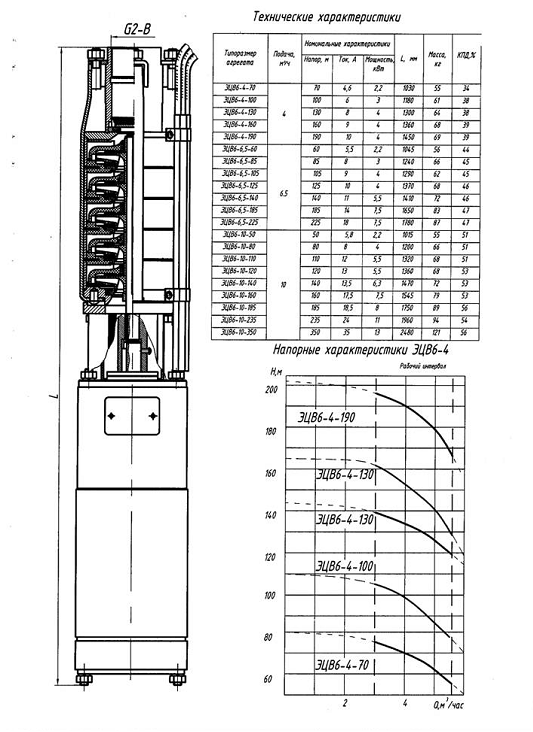 Технические характеристики
G2-B
Типоразмер агрегата
Подача, м³/ч
Номинальные характеристики
L, мм
Масса, кг
КПД,%
Напор, м
Ток, А
Мощность, кВт
ЭЦВ6-4-70 4 70 4,6 2,2 1030 55 34
ЭЦВ6-4-100 100 6 3 1180 61 38
ЭЦВ6-4-130 130 8 4 1300 64 38
ЭЦВ6-4-160 160 9 4 1360 68 39
ЭЦВ6-4-190 190 10 4 1450 69 39
ЭЦВ6-6,5-60 6.5 60 5,5 2,2 1045 56 44
ЭЦВ6-6,5-85 85 8 3 1240 66 45
ЭЦВ6-6,5-105 105 9 4 1290 62 45
ЭЦВ6-6,5-125 125 10 4 1370 68 46
ЭЦВ6-6,5-140 140 11 5,5 1410 72 46
ЭЦВ6-6,5-185 185 14 7,5 1650 83 47
ЭЦВ6-6,5-225 225 18 7,5 1780 87 47
ЭЦВ6-10-50 10 50 5,8 2,2 1015 55 51
ЭЦВ6-10-80 80 8 4 1200 66 51
ЭЦВ6-10-110 110 12 5,5 1320 68 51
ЭЦВ6-10-120 120 13 5,5 1360 68 53
ЭЦВ6-10-140 140 13,5 6,3 1470 72 53
ЭЦВ6-10-160 160 17,5 7,5 1545 79 53
ЭЦВ6-10-185 185 18,5 8 1750 89 56
ЭЦВ6-10-235 235 24 11 1960 94 54
ЭЦВ6-10-350 350 35 13 2480 121 56
L
Напорные характеристики ЭЦВ6-4
H,м
Рабочий интервал
200
ЭЦВ6-4-190
180
160
ЭЦВ6-4-130
140
ЭЦВ6-4-130
120
ЭЦВ6-4-100
100
80
ЭЦВ6-4-70
60
2 4 Q,м³/час